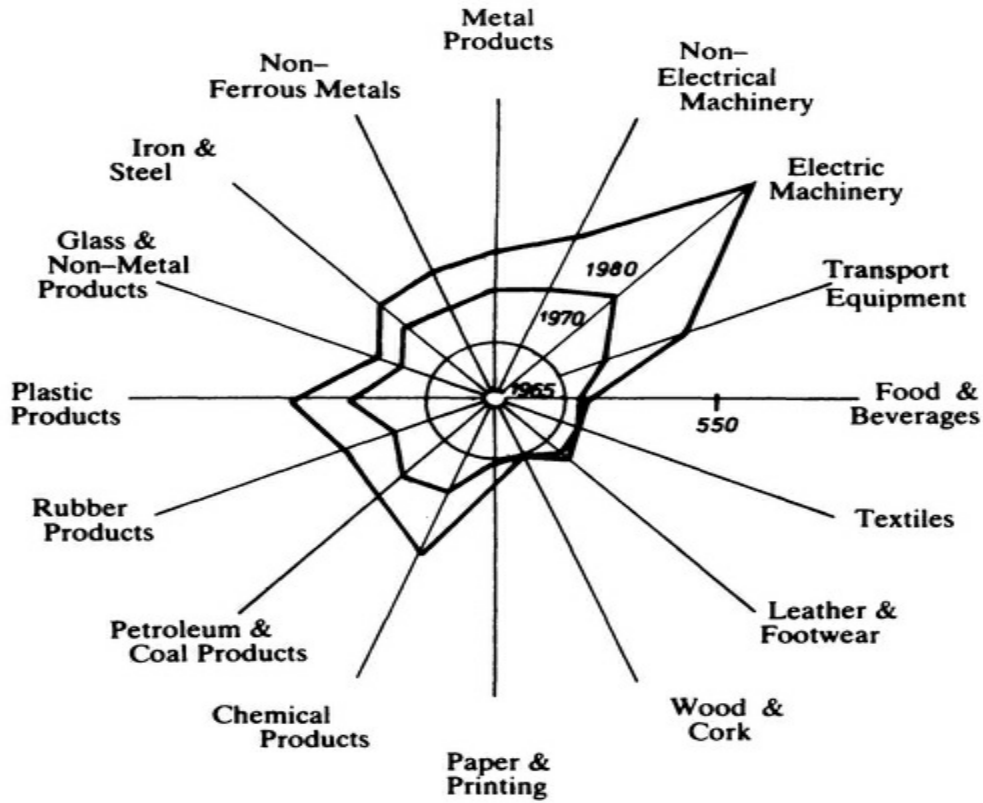 Metal
Products
Non–
Electrical
Machinery
Non–
Ferrous Metals
Iron &
Steel
Electric
Machinery
Glass &
Non–Metal
Products
Transport
Equipment
1980
1970
1965
Plastic
Products
Food &
Beverages
550
Rubber
Products
Textiles
Petroleum &
Coal Products
Leather &
Footwear
Chemical
Products
Wood &
Cork
Paper &
Printing